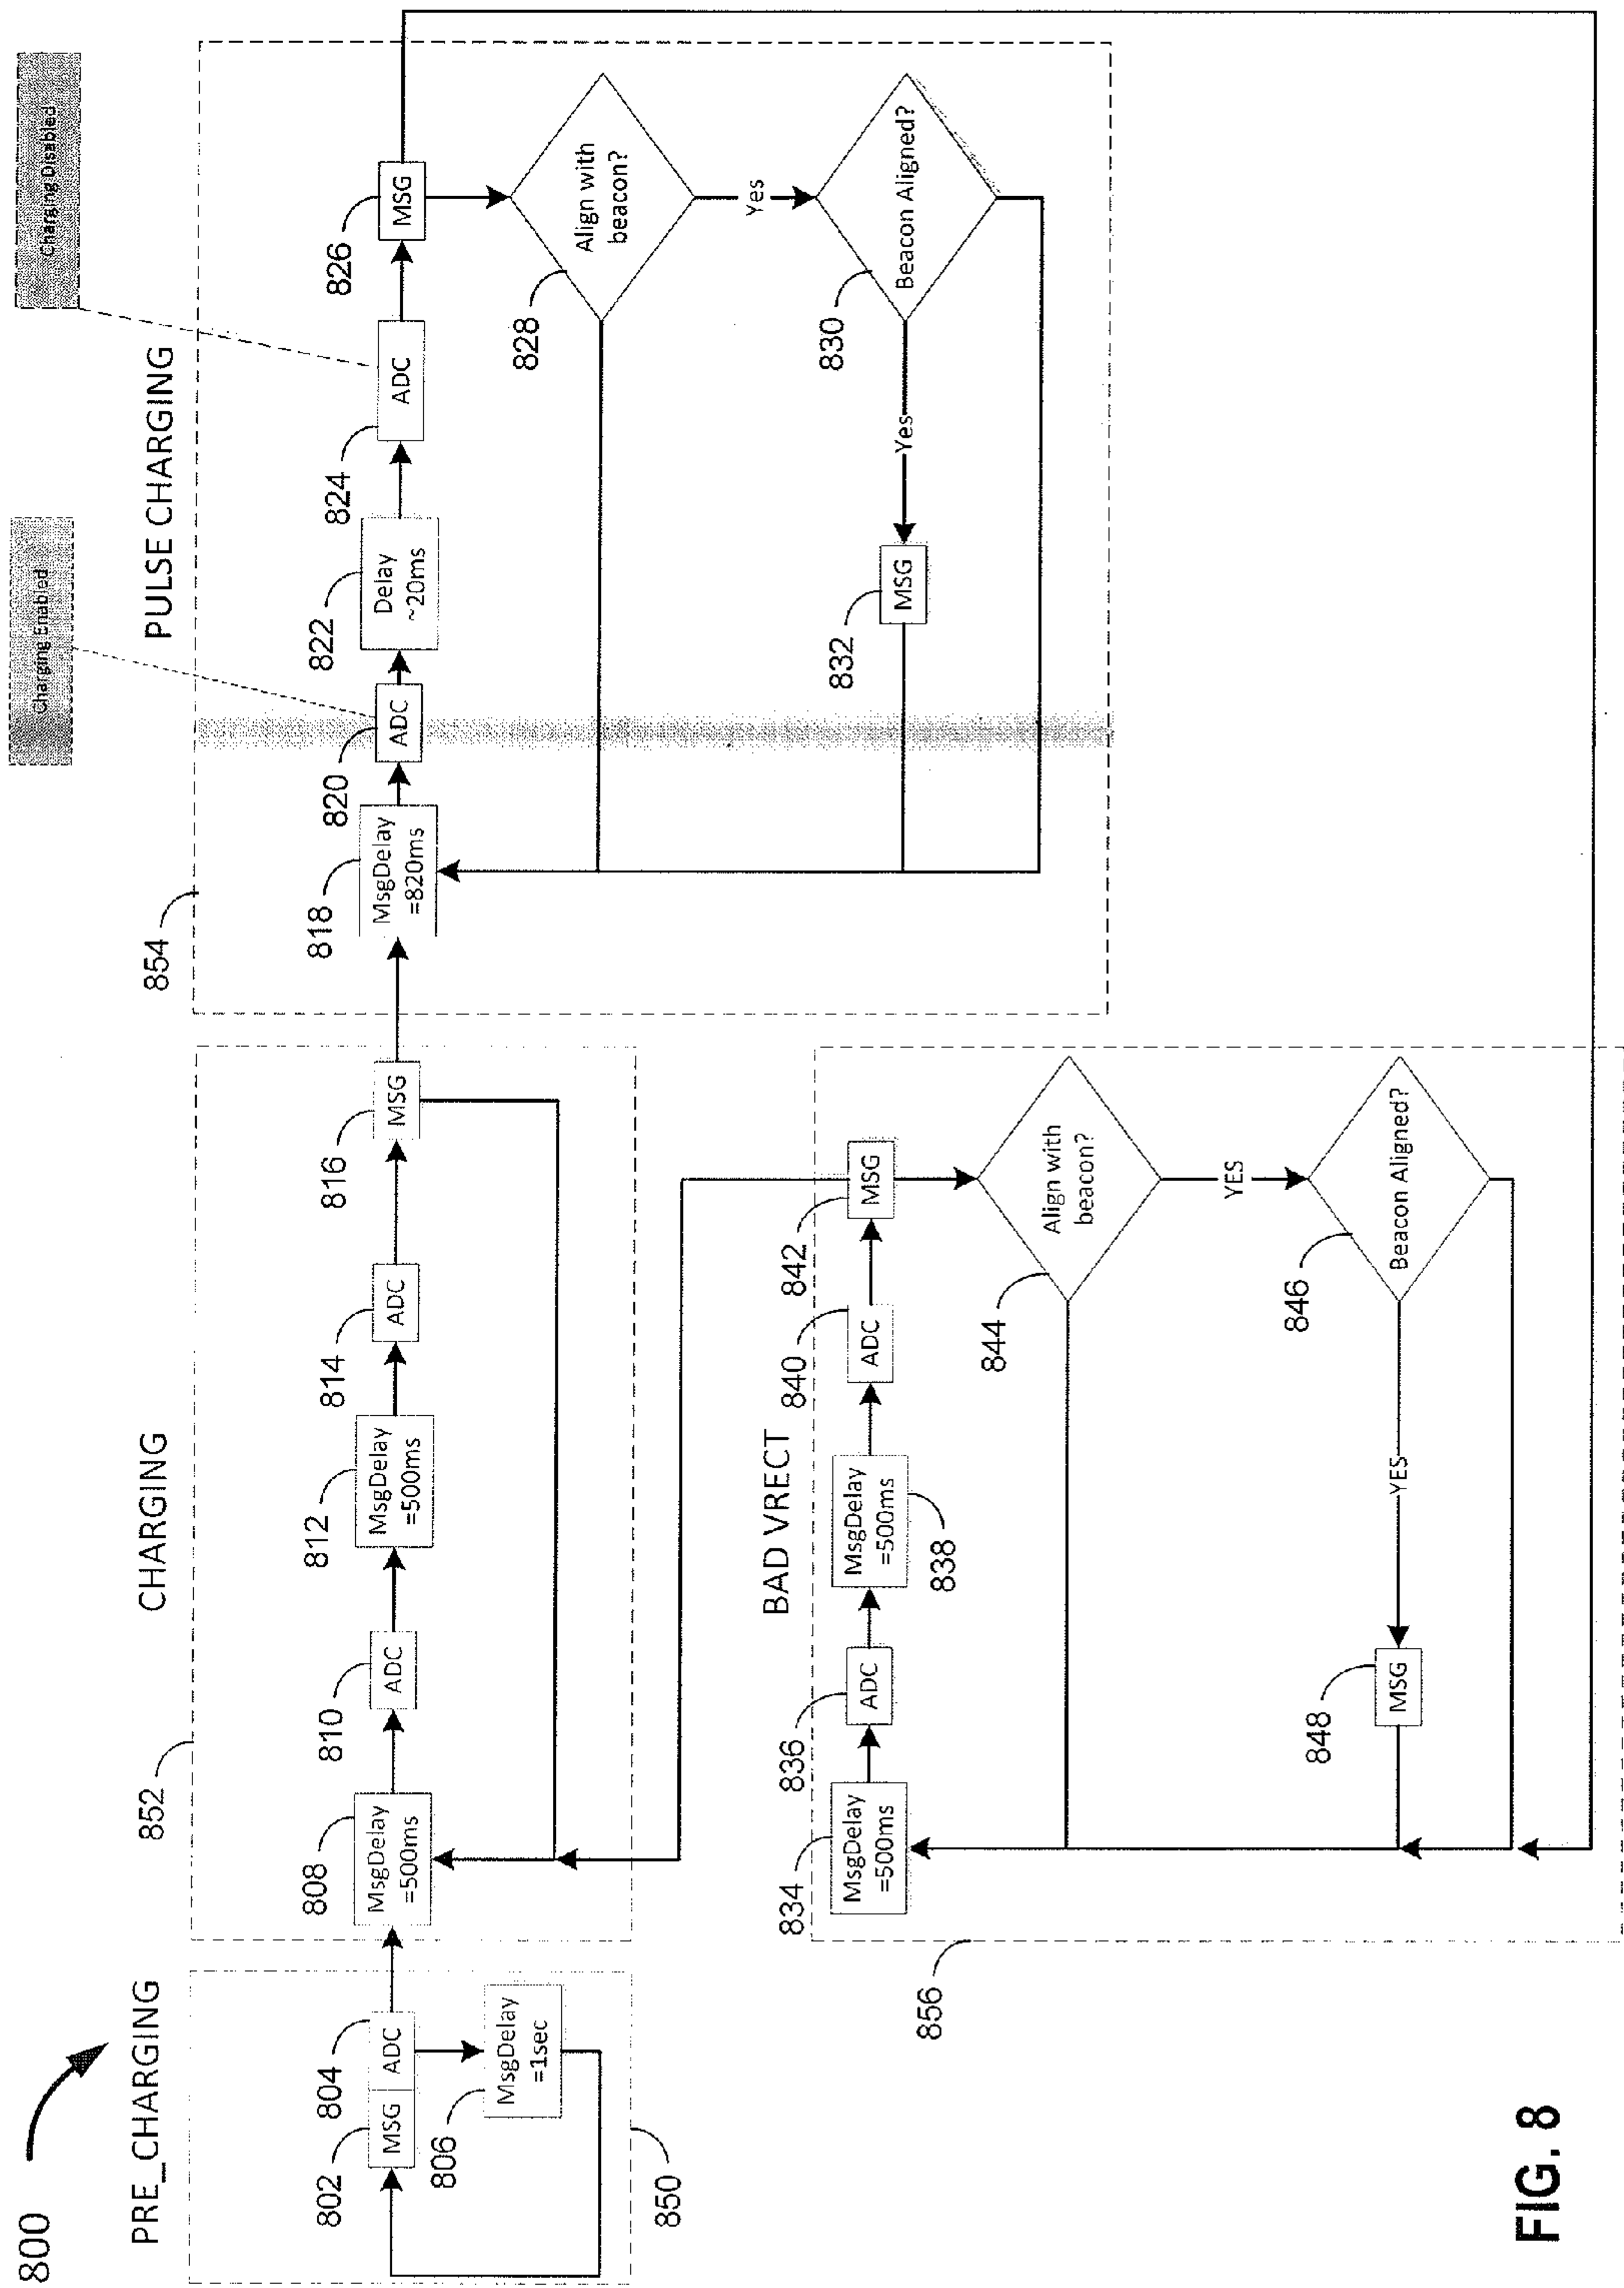 800
PRE_CHARGING
802
MSG
804
ADC
806
MsgDelay
=1sec
850
CHARGING
852
808
MsgDelay
=500ms
810
ADC
812
MsgDelay
=500ms
814
ADC
816
MSG
Charging Enabled
Charging Disabled
PULSE CHARGING
854
818
MsgDelay
=820ms
820
ADC
822
Delay
~20ms
824
ADC
826
MSG
828
Align with
beacon?
Yes
830
Beacon Aligned?
Yes
832
MSG
BAD VRECT
834
MsgDelay
=500ms
836
ADC
838
MsgDelay
=500ms
840
ADC
842
MSG
844
Align with
beacon?
YES
846
Beacon Aligned?
YES
848
MSG
856
FIG. 8